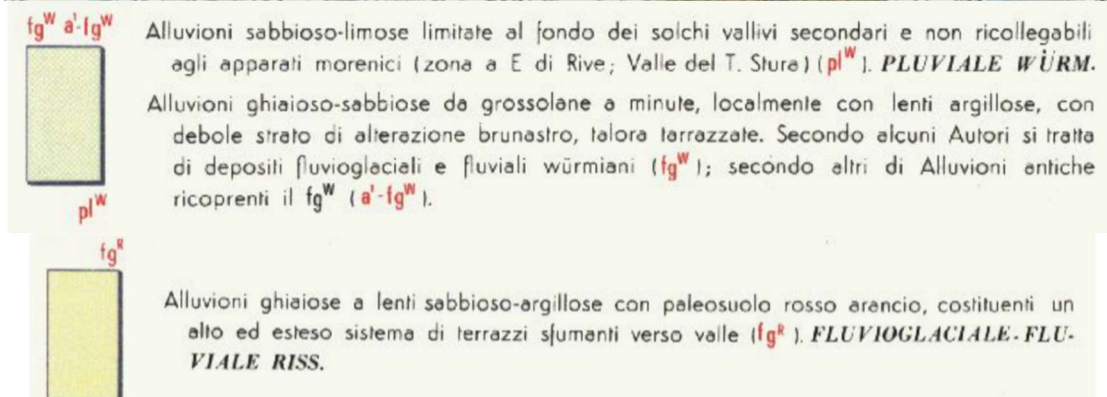 fgᵂ a¹-fgᵂ
Alluvioni sabbioso-limose limitate al fondo dei solchi vallivi secondari e non ricollegabili
agli apparati morenici (zona a E di Rive; Valle del T. Stura) (plᵂ). PLUVIALE WÜRM.
Alluvioni ghiaioso-sabbiose da grossolane a minute, localmente con lenti argillose, con
debole strato di alterazione brunastro, talora tarrazzate. Secondo alcuni Autori si tratta
di depositi fluvioglaciali e fluviali würmiani (fgᵂ); secondo altri di Alluvioni antiche
ricoprenti il fgᵂ (a¹-fgᵂ).
plᵂ
fgᴿ
Alluvioni ghiaiose a lenti sabbioso-argillose con paleosuolo rosso arancio, costituenti un
alto ed esteso sistema di terrazzi sfumanti verso valle (fgᴿ). FLUVIOGLACIALE-FLU-
VIALE RISS.